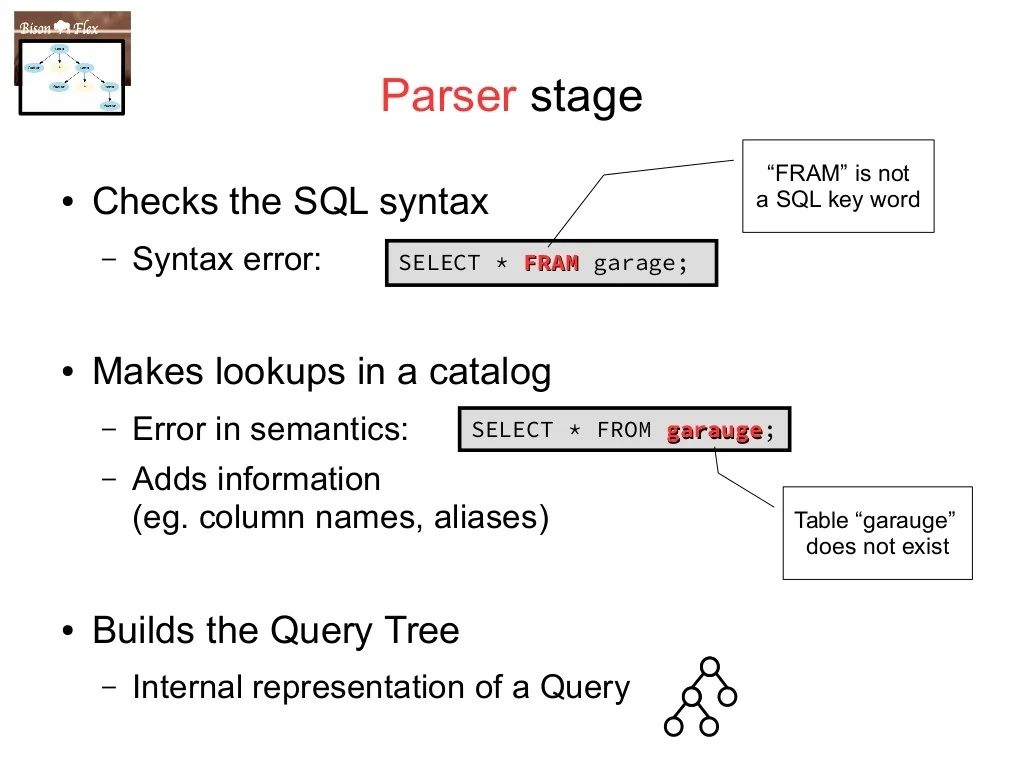 Bison Flex
Parser stage
“FRAM” is not
a SQL key word
• Checks the SQL syntax
– Syntax error:
SELECT * FRAM garage;
• Makes lookups in a catalog
– Error in semantics:
SELECT * FROM garauge;
– Adds information
(eg. column names, aliases)
Table “garauge”
does not exist
• Builds the Query Tree
– Internal representation of a Query